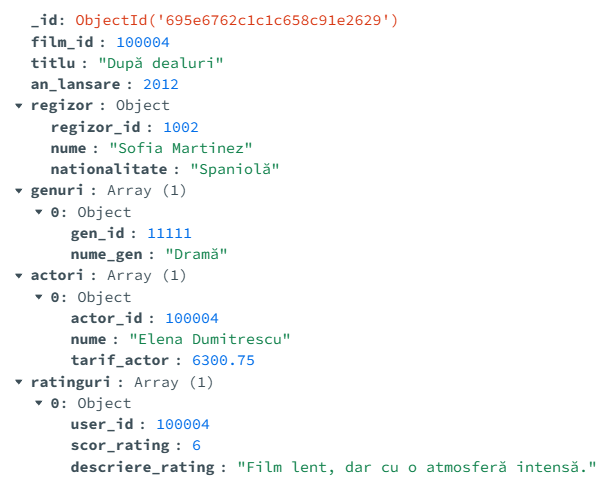 _id: ObjectId('695e6762c1c1c658c91e2629')
film_id : 100004
titlu : "După dealuri"
an_lansare : 2012
regizor : Object
regizor_id : 1002
nume : "Sofia Martinez"
nationalitate : "Spaniolă"
genuri : Array (1)
0: Object
gen_id : 11111
nume_gen : "Dramă"
actori : Array (1)
0: Object
actor_id : 100004
nume : "Elena Dumitrescu"
tarif_actor : 6300.75
ratinguri : Array (1)
0: Object
user_id : 100004
scor_rating : 6
descriere_rating : "Film lent, dar cu o atmosferă intensă."